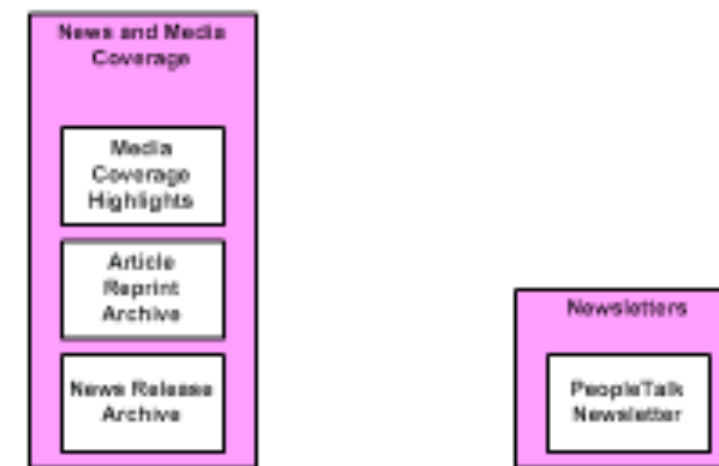 News and Media
Coverage
Media
Coverage
Highlights
Article
Reprint
Archive
News Release
Archive
Newsletters
PeopleTalk
Newsletter